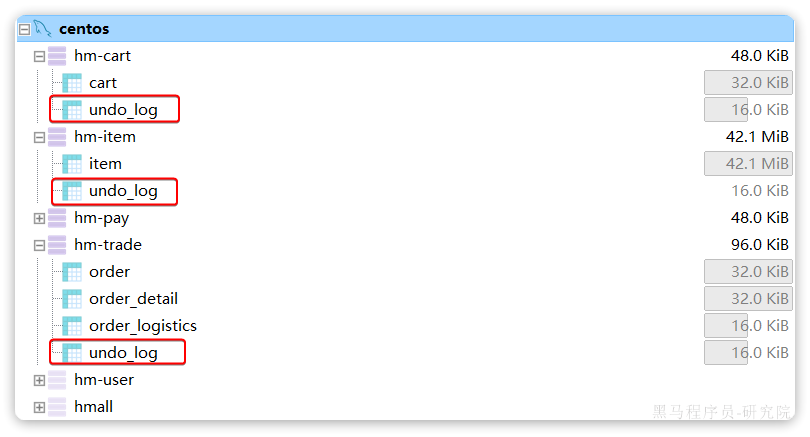 centos
hm-cart 48.0 KiB
cart 32.0 KiB
undo_log 16.0 KiB
hm-item 42.1 MiB
item 42.1 MiB
undo_log 16.0 KiB
hm-pay 48.0 KiB
hm-trade 96.0 KiB
order 32.0 KiB
order_detail 32.0 KiB
order_logistics 16.0 KiB
undo_log 16.0 KiB
hm-user
hmall
黑马程序员-研究院